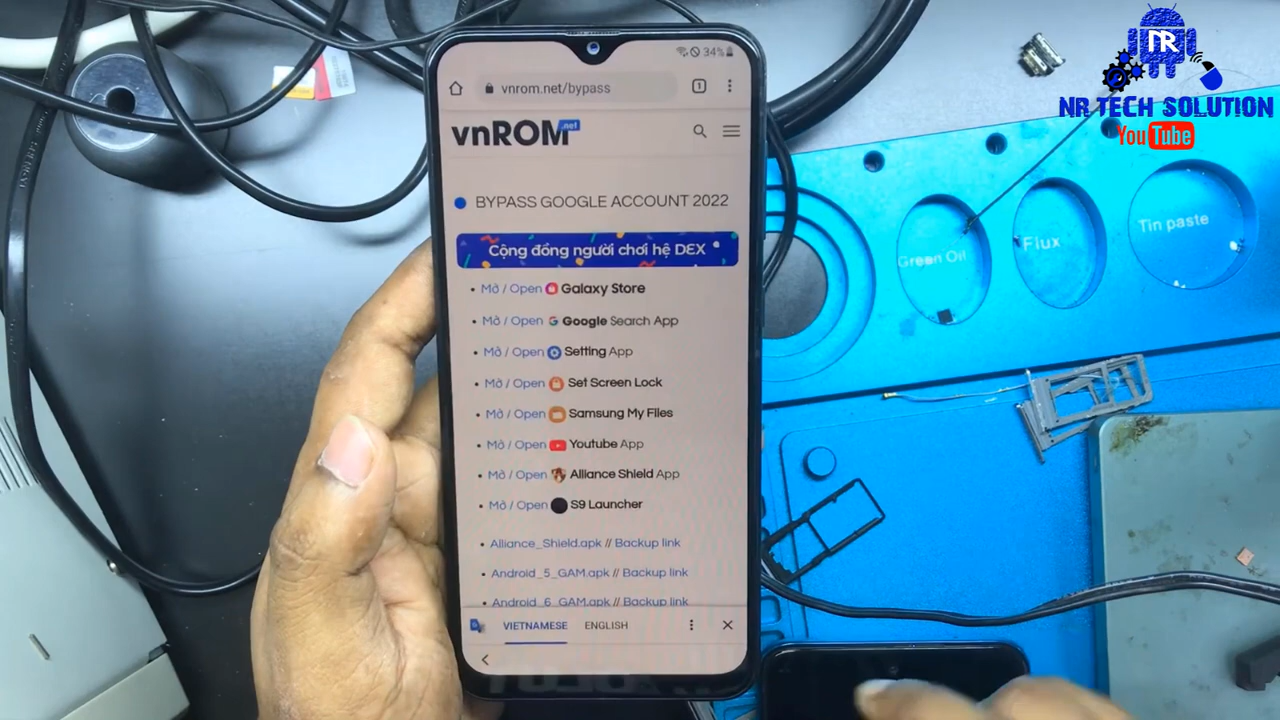 34%
vnrom.net/bypass
1
vnROM.net
BYPASS GOOGLE ACCOUNT 2022
Cộng đồng người chơi hệ DEX
• Mở / Open Galaxy Store
• Mở / Open Google Search App
• Mở / Open Setting App
• Mở / Open Set Screen Lock
• Mở / Open Samsung My Files
• Mở / Open Youtube App
• Mở / Open Alliance Shield App
• Mở / Open S9 Launcher
• Alliance_Shield.apk // Backup link
• Android_5_GAM.apk // Backup link
• Android_6_GAM.apk // Backup link
VIETNAMESE ENGLISH
NR
NR TECH SOLUTION
YouTube
Green Oil
Flux
Tin paste